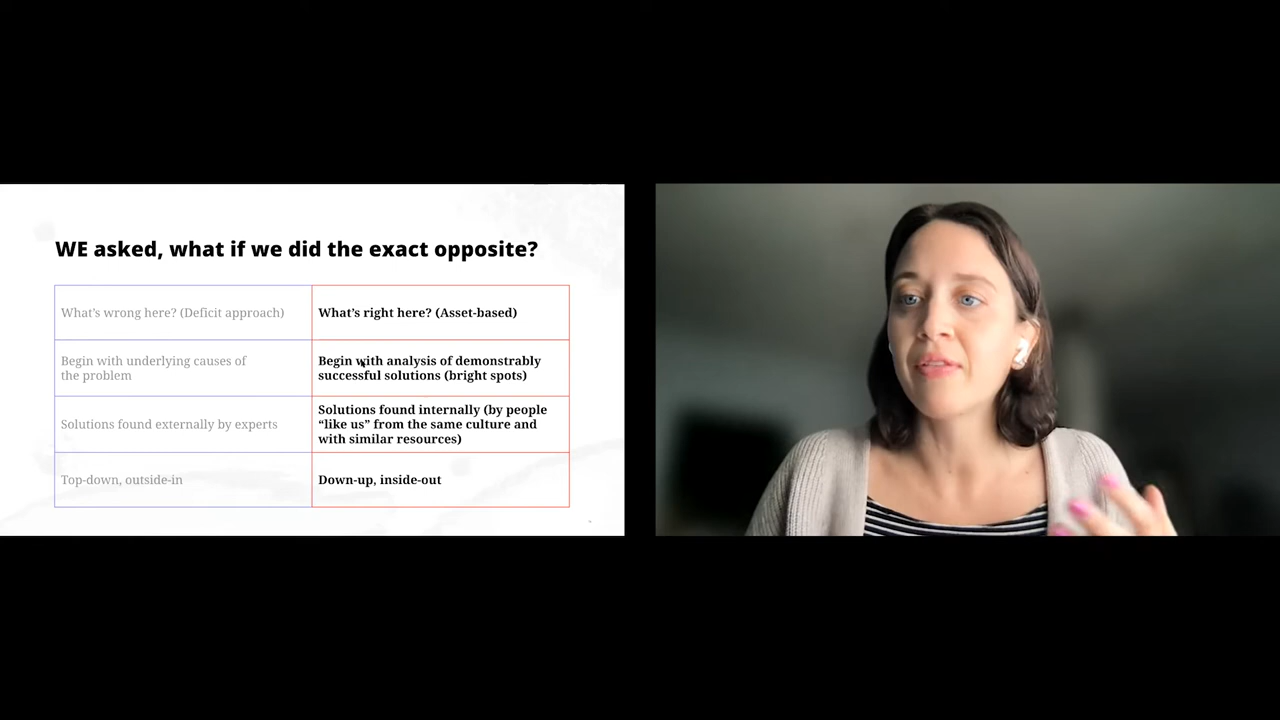 WE asked, what if we did the exact opposite?
What’s wrong here? (Deficit approach)
What’s right here? (Asset-based)
Begin with underlying causes of
the problem
Begin with analysis of demonstrably
successful solutions (bright spots)
Solutions found externally by experts
Solutions found internally (by people
“like us” from the same culture and
with similar resources)
Top-down, outside-in
Down-up, inside-out